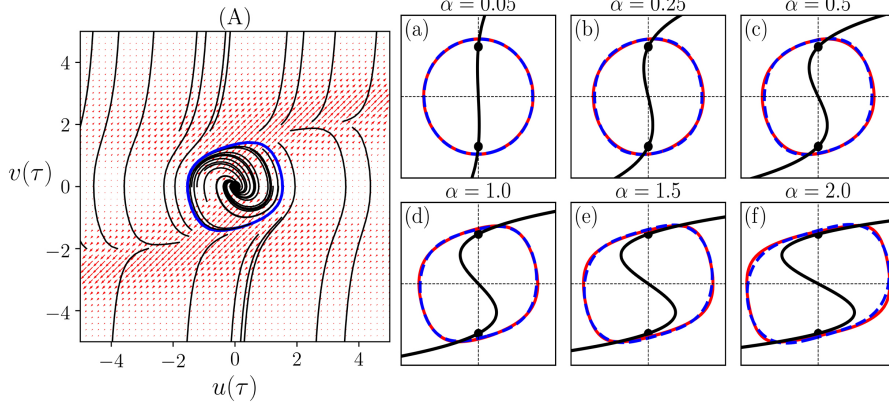 (A)
v(τ)
4
2
0
−2
−4
−4
−2
0
2
4
u(τ)
α = 0.05
(a)
α = 0.25
(b)
α = 0.5
(c)
α = 1.0
(d)
α = 1.5
(e)
α = 2.0
(f)